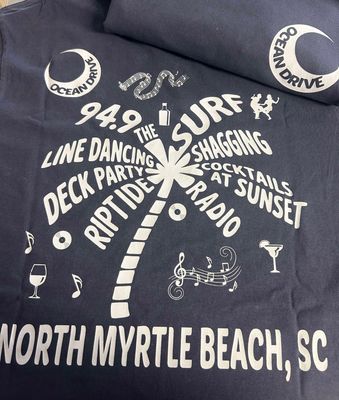 OCEAN DRIVE
OCEAN DRIVE
94.9
THE
SURF
LINE DANCING
SHAGGING
DECK PARTY
COCKTAILS
AT SUNSET
RIPTIDE
RADIO
NORTH MYRTLE BEACH, SC